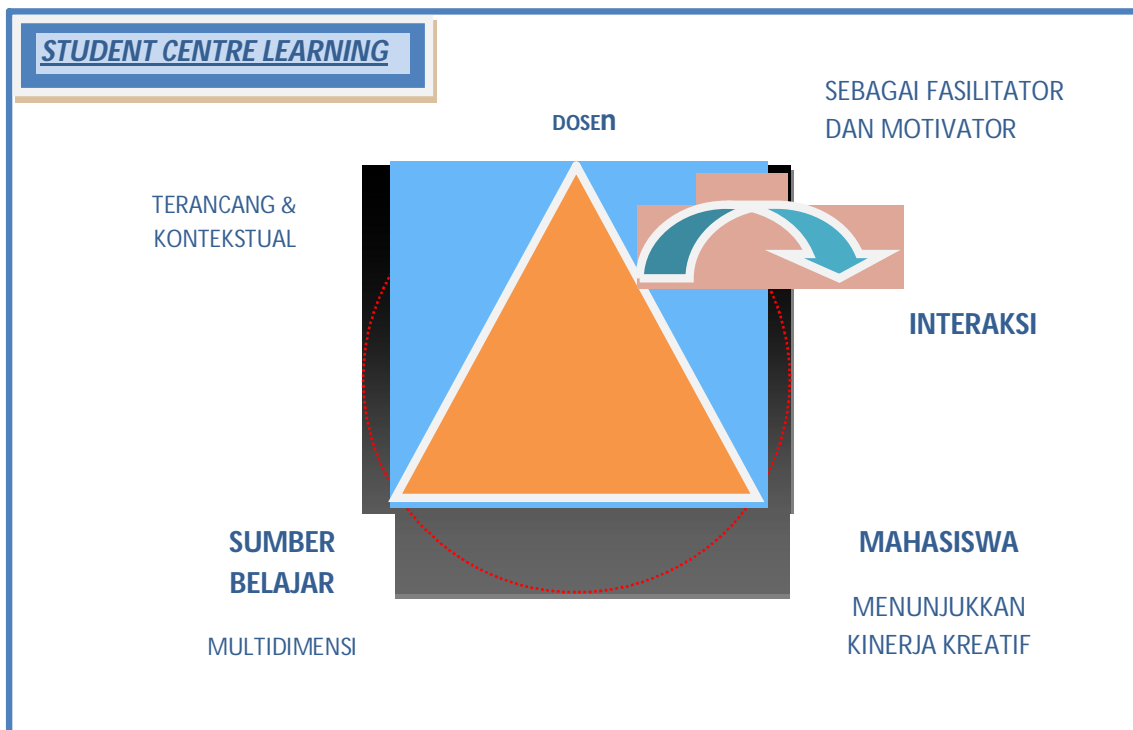 STUDENT CENTRE LEARNING
SEBAGAI FASILITATOR
DAN MOTIVATOR
DOSEn
TERANCANG &
KONTEKSTUAL
INTERAKSI
SUMBER
BELAJAR
MULTIDIMENSI
MAHASISWA
MENUNJUKKAN
KINERJA KREATIF